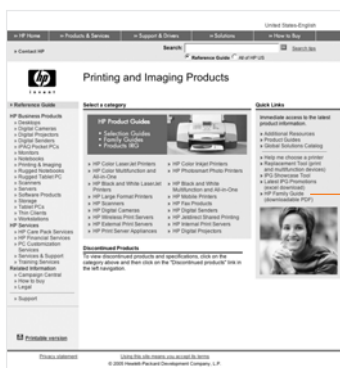 United States-English
» HP Home
» Products & Services
» Support & Drivers
» Solutions
» How to Buy
» Contact HP
Search:
Search tips
Reference Guide
All of HP US
hp
invent
Printing and Imaging Products
» Reference Guide
HP Business Products
» Desktops
» Digital Cameras
» Digital Projectors
» Digital Senders
» iPAQ Pocket PCs
» Monitors
» Notebooks
» Printing & Imaging
» Rugged Notebooks
» Rugged Tablet PC
» Scanners
» Servers
» Software Products
» Storage
» Tablet PCs
» Thin Clients
» Workstations
HP Services
» HP Care Pack Services
» HP Financial Services
» PC Customization
Services
» Services & Support
» Training Services
Related Information
» Campaign Central
» How to buy
» Legal
» Support
Printable version
Select a category
HP Product Guides
• Selection Guides
• Family Guides
• Products IRG
» HP Color LaserJet Printers
» HP Color Multifunction and
All-in-One
» HP Black and White LaserJet
Printers
» HP Large Format Printers
» HP Scanners
» HP Digital Cameras
» HP Wireless Print Servers
» HP External Print Servers
» HP Print Server Appliances
» HP Color Inkjet Printers
» HP Photosmart Photo Printers
» HP Black and White
Multifunction and All-in-One
» HP Mobile Printers
» HP Fax Products
» HP Digital Senders
» HP Jetdirect Shared Printing
» HP Internal Print Servers
» HP Digital Projectors
Discontinued Products
To view discontinued products and specifications, click on the
category above and then click on the "Discontinued products" link in
the left navigation.
Quick Links
Immediate access to the latest
product information.
» Additional Resources
» Product Guides
» Global Solutions Catalog
» Help me choose a printer
» Replacement Tool (print
and multifunction devices)
» IPG Showcase Tool
» Latest IPG Promotions
(excel download)
» HP Family Guide
(downloadable PDF)
Privacy statement
Using this site means you accept its terms
© 2005 Hewlett-Packard Development Company, L.P.